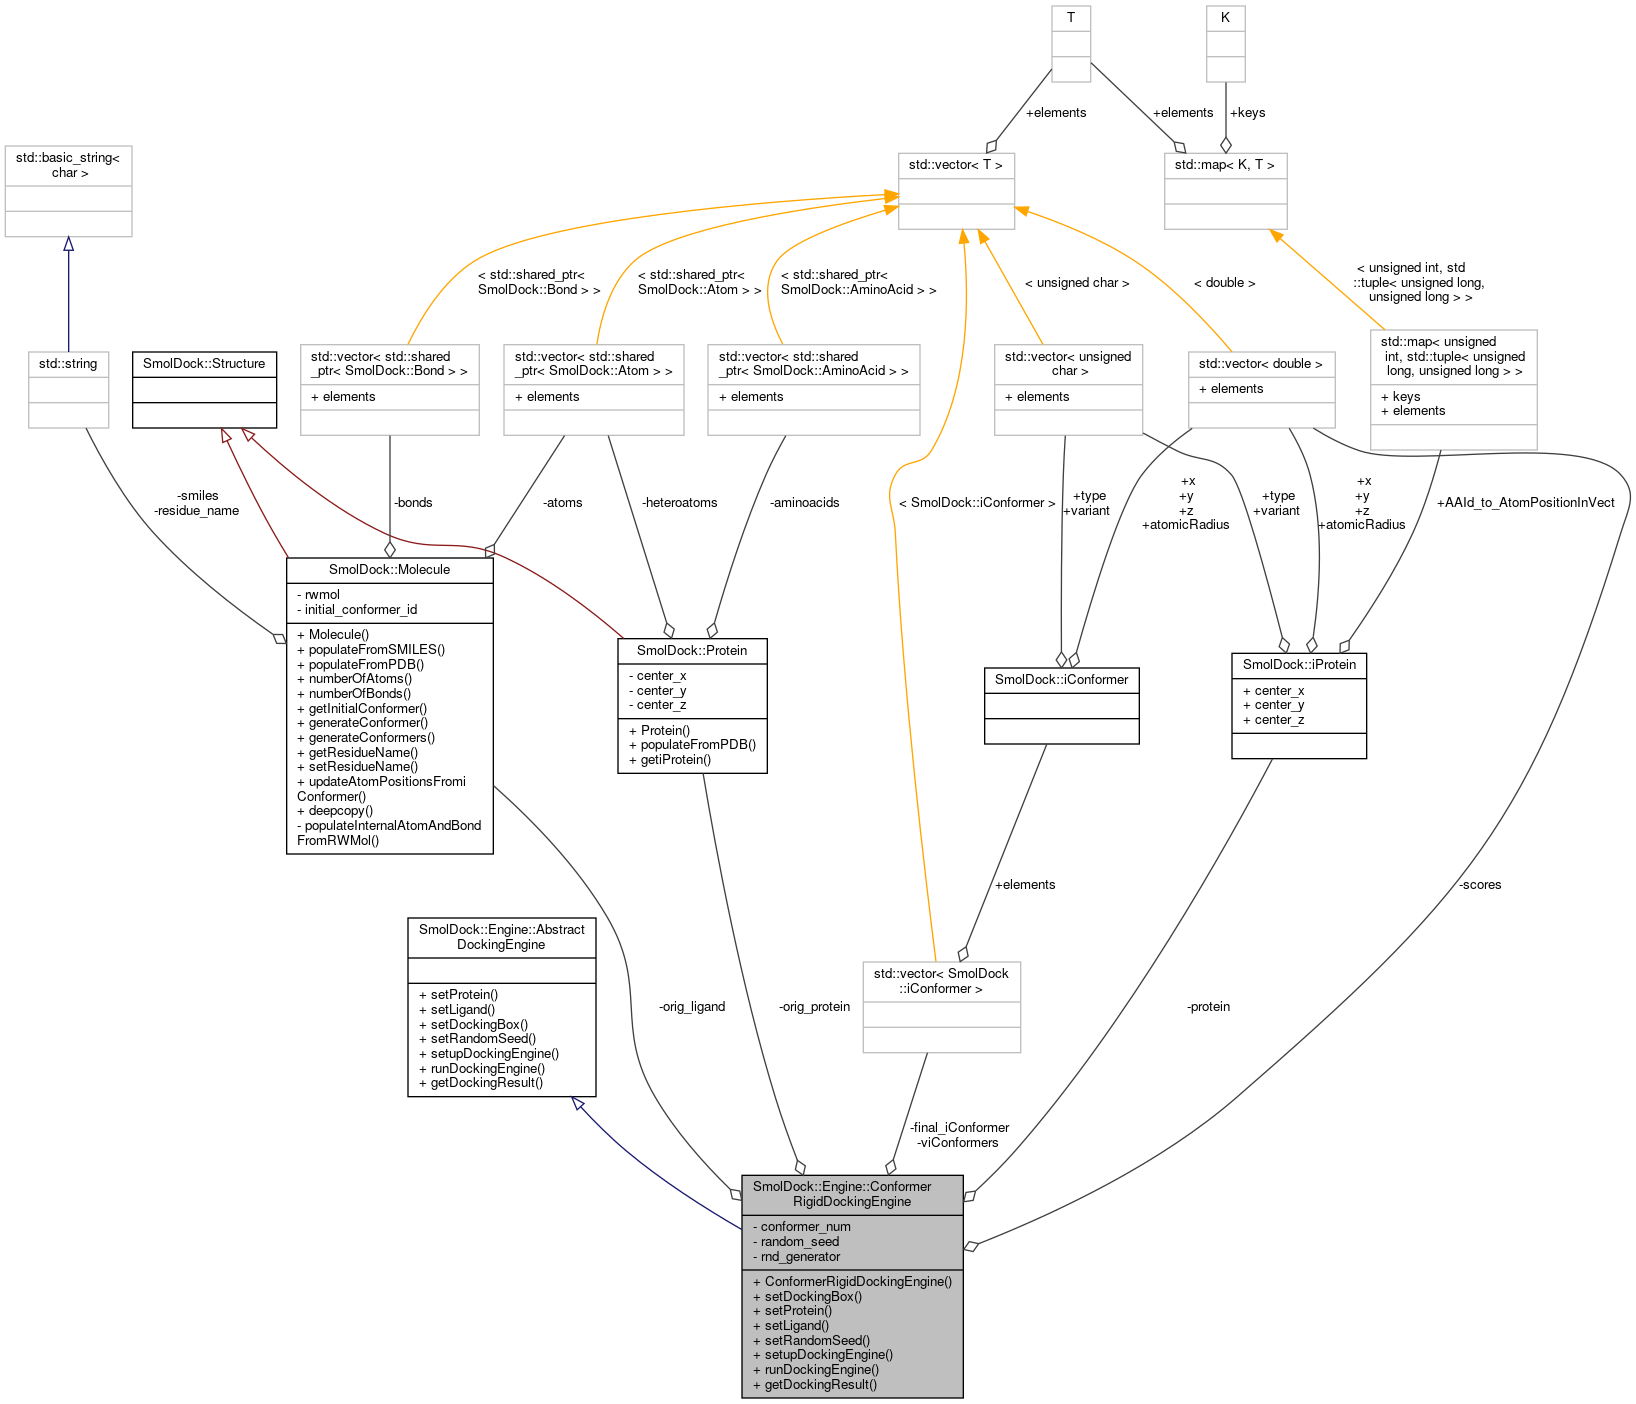 T
K
+elements
+elements
+keys
std::basic_string<
char >
std::vector< T >
std::map< K, T >
< std::shared_ptr<
SmolDock::Bond > >
< std::shared_ptr<
SmolDock::Atom > >
< std::shared_ptr<
SmolDock::AminoAcid > >
< unsigned char >
< double >
< unsigned int, std
::tuple< unsigned long,
unsigned long > >
std::string
SmolDock::Structure
std::vector< std::shared
_ptr< SmolDock::Bond > >
+ elements
std::vector< std::shared
_ptr< SmolDock::Atom > >
+ elements
std::vector< std::shared
_ptr< SmolDock::AminoAcid > >
+ elements
std::vector< unsigned
char >
+ elements
std::vector< double >
+ elements
std::map< unsigned
int, std::tuple< unsigned
long, unsigned long > >
+ keys
+ elements
-smiles
-residue_name
-bonds
-atoms
-heteroatoms
-aminoacids
< SmolDock::iConformer >
+type
+variant
+x
+y
+z
+atomicRadius
+type
+variant
+x
+y
+z
+atomicRadius
+AAId_to_AtomPositionInVect
SmolDock::Molecule
- rwmol
- initial_conformer_id
+ Molecule()
+ populateFromSMILES()
+ populateFromPDB()
+ numberOfAtoms()
+ numberOfBonds()
+ getInitialConformer()
+ generateConformer()
+ generateConformers()
+ getResidueName()
+ setResidueName()
+ updateAtomPositionsFromi
Conformer()
+ deepcopy()
- populateInternalAtomAndBond
FromRWMol()
SmolDock::Protein
- center_x
- center_y
- center_z
+ Protein()
+ populateFromPDB()
+ getiProtein()
SmolDock::iConformer
SmolDock::iProtein
+ center_x
+ center_y
+ center_z
+elements
-scores
SmolDock::Engine::Abstract
DockingEngine
+ setProtein()
+ setLigand()
+ setDockingBox()
+ setRandomSeed()
+ setupDockingEngine()
+ runDockingEngine()
+ getDockingResult()
std::vector< SmolDock
::iConformer >
-orig_ligand
-orig_protein
-protein
-final_iConformer
-viConformers
SmolDock::Engine::Conformer
RigidDockingEngine
- conformer_num
- random_seed
- rnd_generator
+ ConformerRigidDockingEngine()
+ setDockingBox()
+ setProtein()
+ setLigand()
+ setRandomSeed()
+ setupDockingEngine()
+ runDockingEngine()
+ getDockingResult()